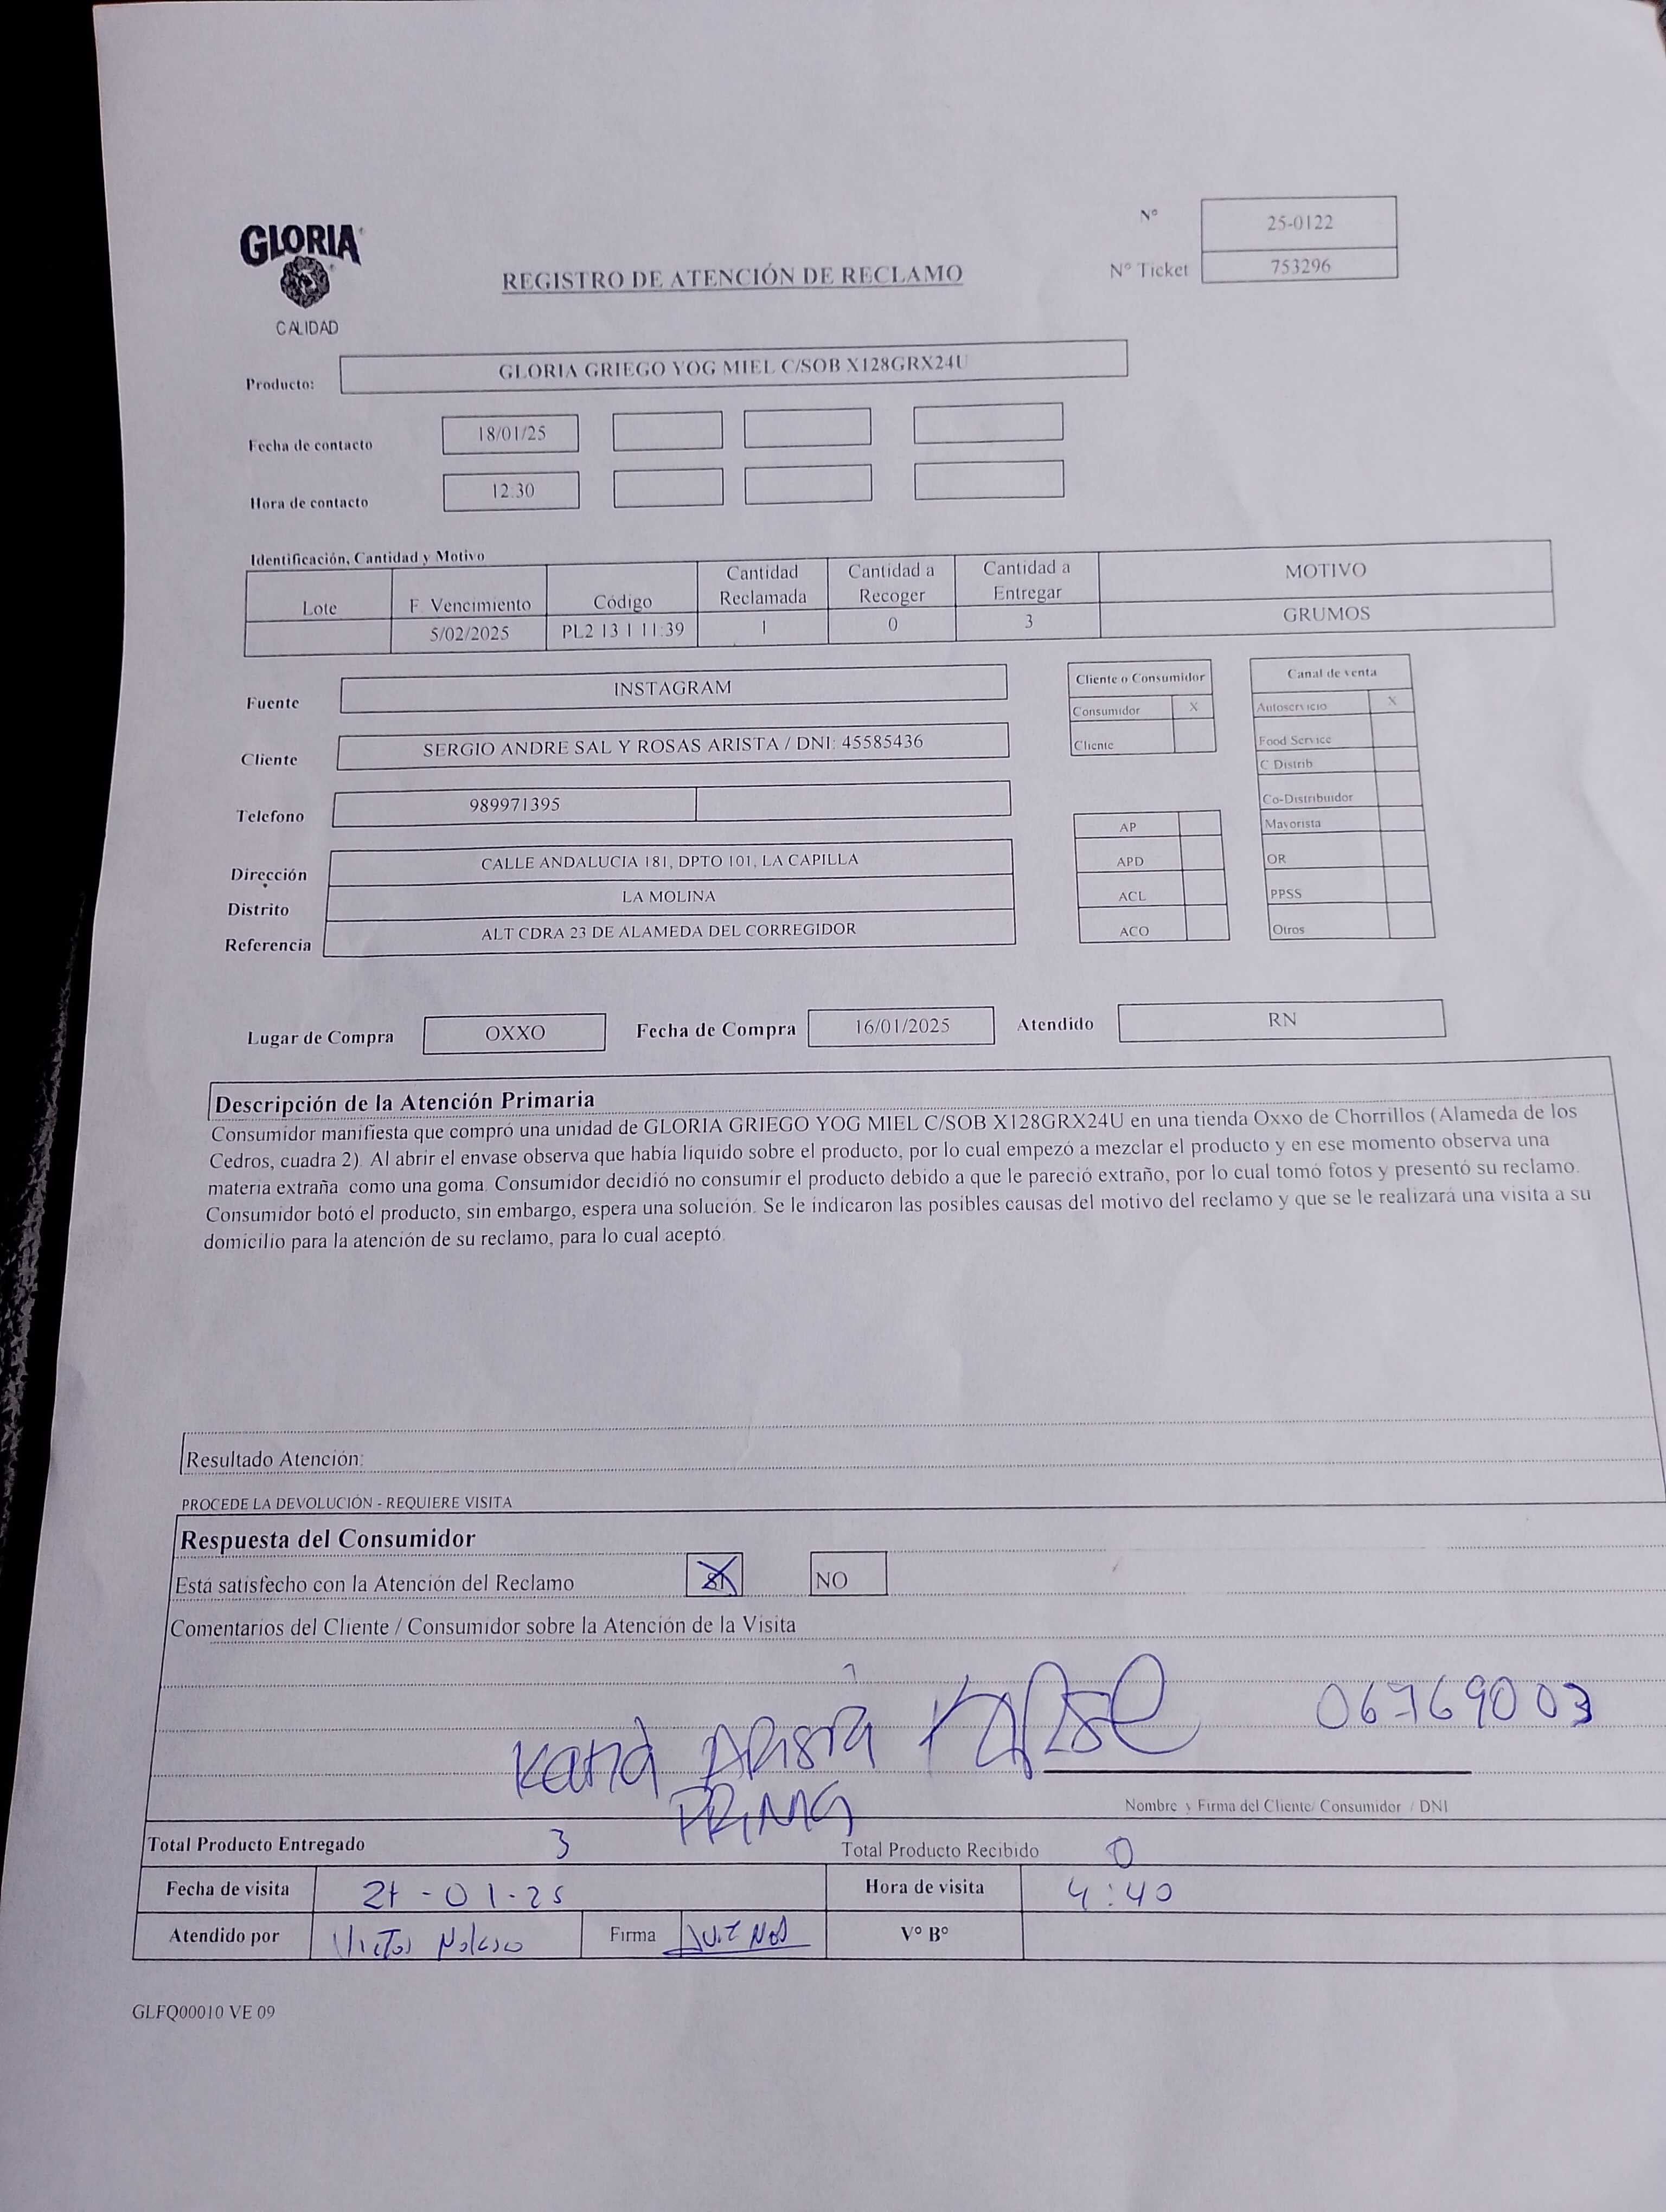 GLORIA
CALIDAD
REGISTRO DE ATENCIÓN DE RECLAMO
N° 25-0122
N° Ticket 753296
Producto: GLORIA GRIEGO YOG MIEL C/SOB X128GRX24U
Fecha de contacto 18/01/25
Hora de contacto 12:30
Identificación, Cantidad y Motivo
Lote F. Vencimiento Código Cantidad Reclamada Cantidad a Recoger Cantidad a Entregar MOTIVO
5/02/2025 PL2 13 1 11:39 1 0 3 GRUMOS
Fuente INSTAGRAM
Cliente SERGIO ANDRE SAL Y ROSAS ARISTA / DNI: 45585436
Telefono 989971395
Dirección CALLE ANDALUCIA 181, DPTO 101, LA CAPILLA
Distrito LA MOLINA
Referencia ALT CDRA 23 DE ALAMEDA DEL CORREGIDOR
Cliente o Consumidor
Consumidor X
Cliente
AP
APD
ACL
ACO
Canal de venta
Autoservicio X
Food Service
C Distrib
Co-Distribuidor
Mayorista
OR
PPSS
Otros
Lugar de Compra OXXO Fecha de Compra 16/01/2025 Atendido RN
Descripción de la Atención Primaria
Consumidor manifiesta que compró una unidad de GLORIA GRIEGO YOG MIEL C/SOB X128GRX24U en una tienda Oxxo de Chorrillos (Alameda de los
Cedros, cuadra 2). Al abrir el envase observa que había líquido sobre el producto, por lo cual empezó a mezclar el producto y en ese momento observa una
materia extraña como una goma. Consumidor decidió no consumir el producto debido a que le pareció extraño, por lo cual tomó fotos y presentó su reclamo.
Consumidor botó el producto, sin embargo, espera una solución. Se le indicaron las posibles causas del motivo del reclamo y que se le realizará una visita a su
domicilio para la atención de su reclamo, para lo cual aceptó.
Resultado Atención:
PROCEDE LA DEVOLUCIÓN - REQUIERE VISITA
Respuesta del Consumidor
Está satisfecho con la Atención del Reclamo SI NO
Comentarios del Cliente / Consumidor sobre la Atención de la Visita
Arista 06769003
PRIMA
Nombre y Firma del Cliente/ Consumidor / DNI
Total Producto Entregado 3 Total Producto Recibido 0
Fecha de visita 21-01-25 Hora de visita 4:40
Atendido por Victor Firma V° B°
GLFQ00010 VE 09